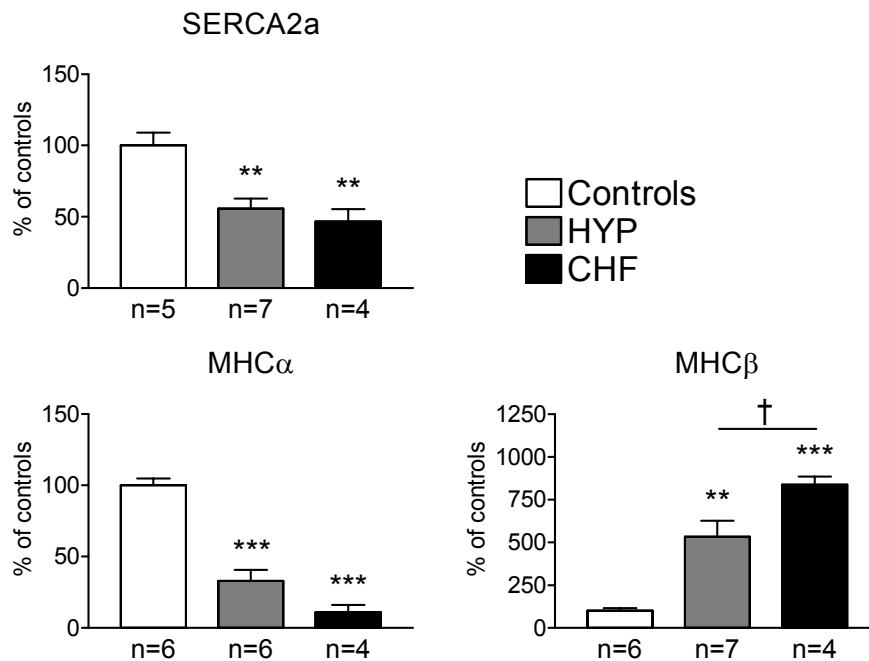 SERCA2a
% of controls
150
100
50
0
**
**
n=5 n=7 n=4
Controls
HYP
CHF
MHCα
% of controls
150
100
50
0
***
***
n=6 n=6 n=4
MHCβ
% of controls
1250
1000
750
500
250
0
†
**
***
n=6 n=7 n=4